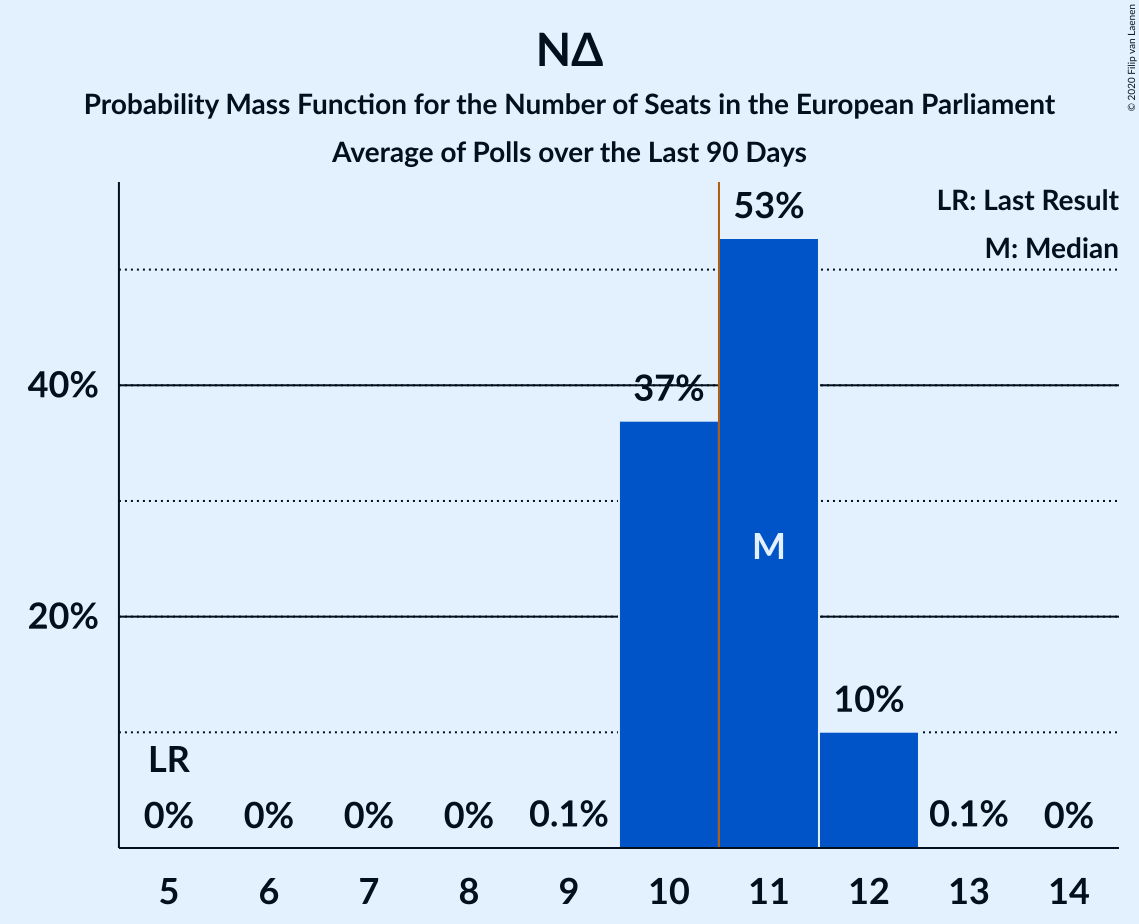 ΝΔ
Probability Mass Function for the Number of Seats in the European Parliament
Average of Polls over the Last 90 Days
© 2020 Filip van Laenen
LR: Last Result
M: Median
53%
40%
37%
M
20%
10%
LR
0% 0% 0% 0% 0.1% 0.1% 0%
5 6 7 8 9 10 11 12 13 14